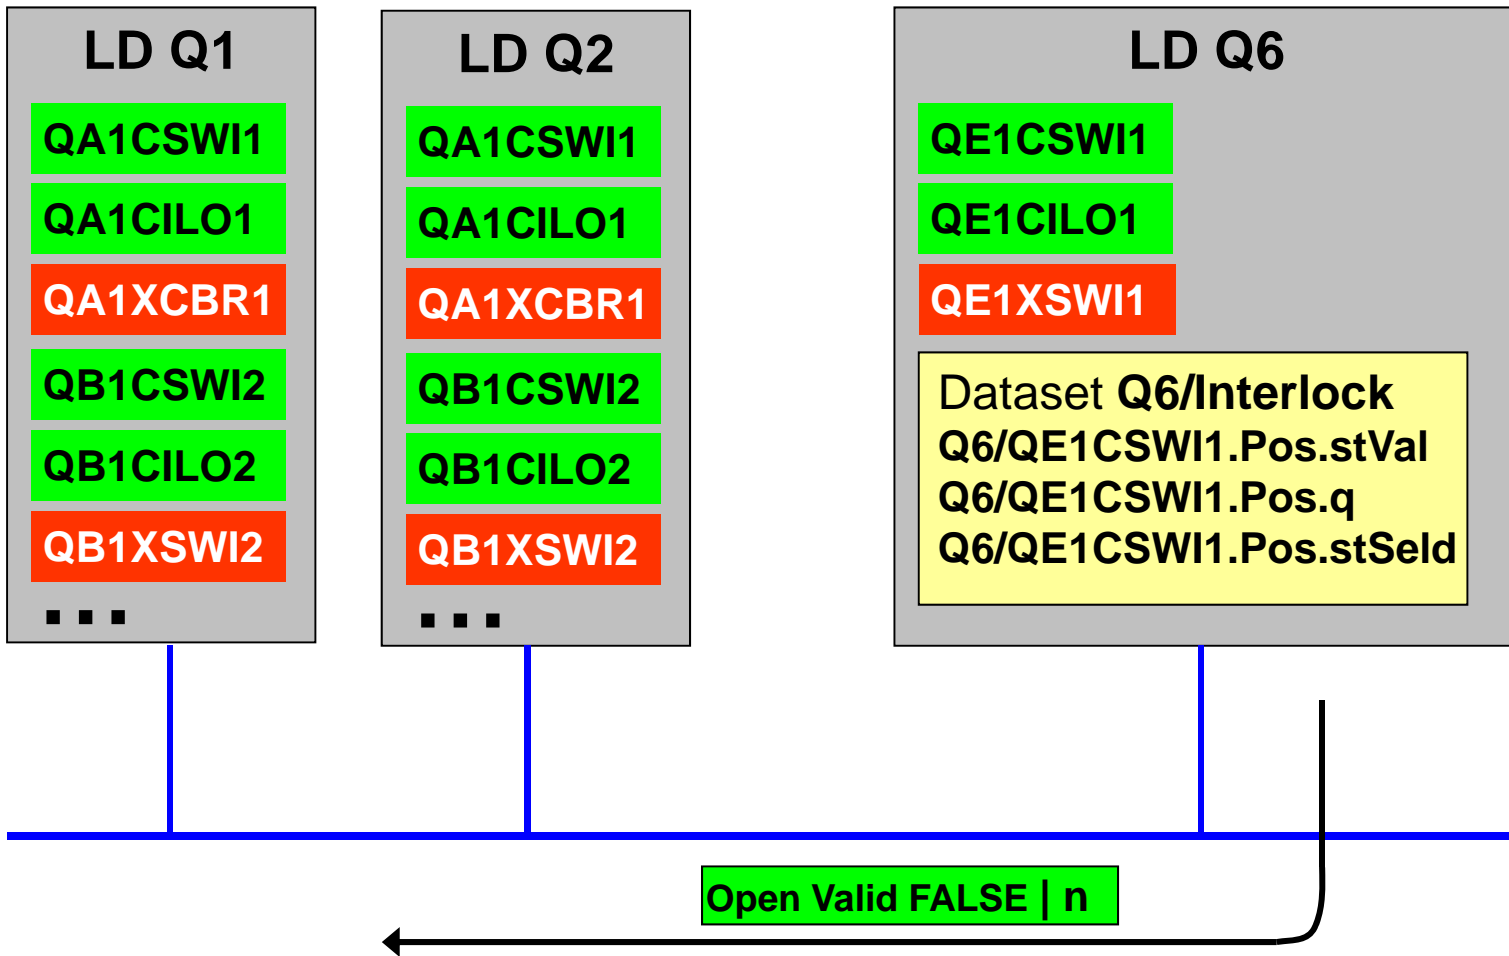 LD Q1
QA1CSWI1
QA1CILO1
QA1XCBR1
QB1CSWI2
QB1CILO2
QB1XSWI2
...
LD Q2
QA1CSWI1
QA1CILO1
QA1XCBR1
QB1CSWI2
QB1CILO2
QB1XSWI2
...
LD Q6
QE1CSWI1
QE1CILO1
QE1XSWI1
Dataset Q6/Interlock
Q6/QE1CSWI1.Pos.stVal
Q6/QE1CSWI1.Pos.q
Q6/QE1CSWI1.Pos.stSeld
Open Valid FALSE | n